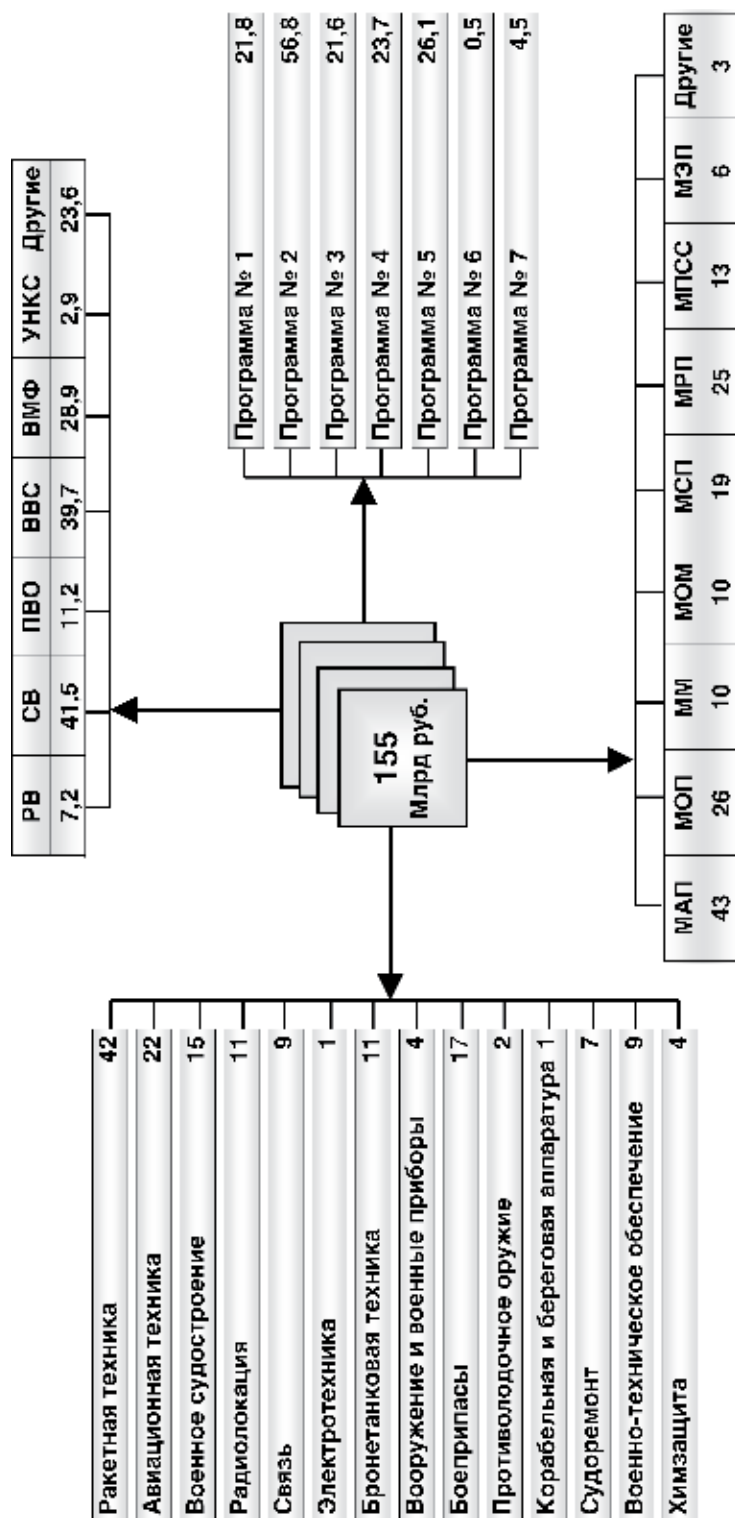 РВ СВ ПВО ВВС ВМФ УНКС Другие
7,2 41,5 11,2 39,7 28,9 2,9 23,6
Ракетная техника 42
Авиационная техника 22
Военное судостроение 15
Радиолокация 11
Связь 9
Электротехника 1
Бронетанковая техника 11
Вооружение и военные приборы 4
Боеприпасы 17
Противолодочное оружие 2
Корабельная и береговая аппаратура 1
Судоремонт 7
Военно-техническое обеспечение 9
Химзащита 4
155
Млрд руб.
Программа № 1 21,8
Программа № 2 56,8
Программа № 3 21,6
Программа № 4 23,7
Программа № 5 26,1
Программа № 6 0,5
Программа № 7 4,5
МАП МОП ММ МОМ МСП МРП МПСС МЭП Другие
43 26 10 10 19 25 13 6 3